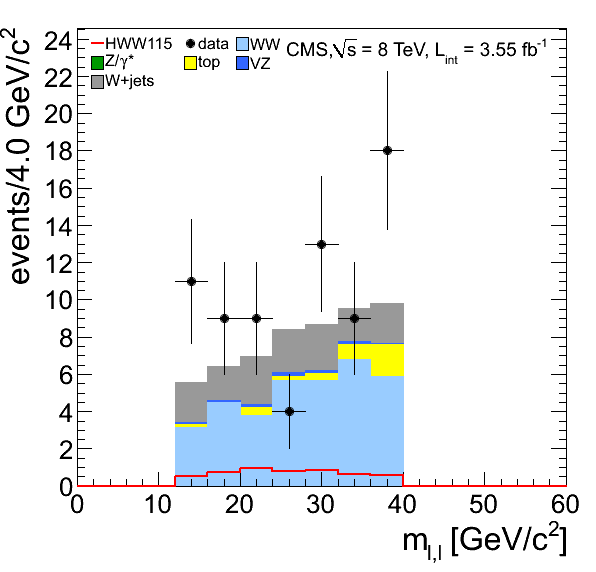 HWW115 data WW CMS,√s = 8 TeV, L_int = 3.55 fb⁻¹
Z/γ* top VZ
W+jets
events/4.0 GeV/c²
24
22
20
18
16
14
12
10
8
6
4
2
0
0 10 20 30 40 50 60
m_l,l [GeV/c²]